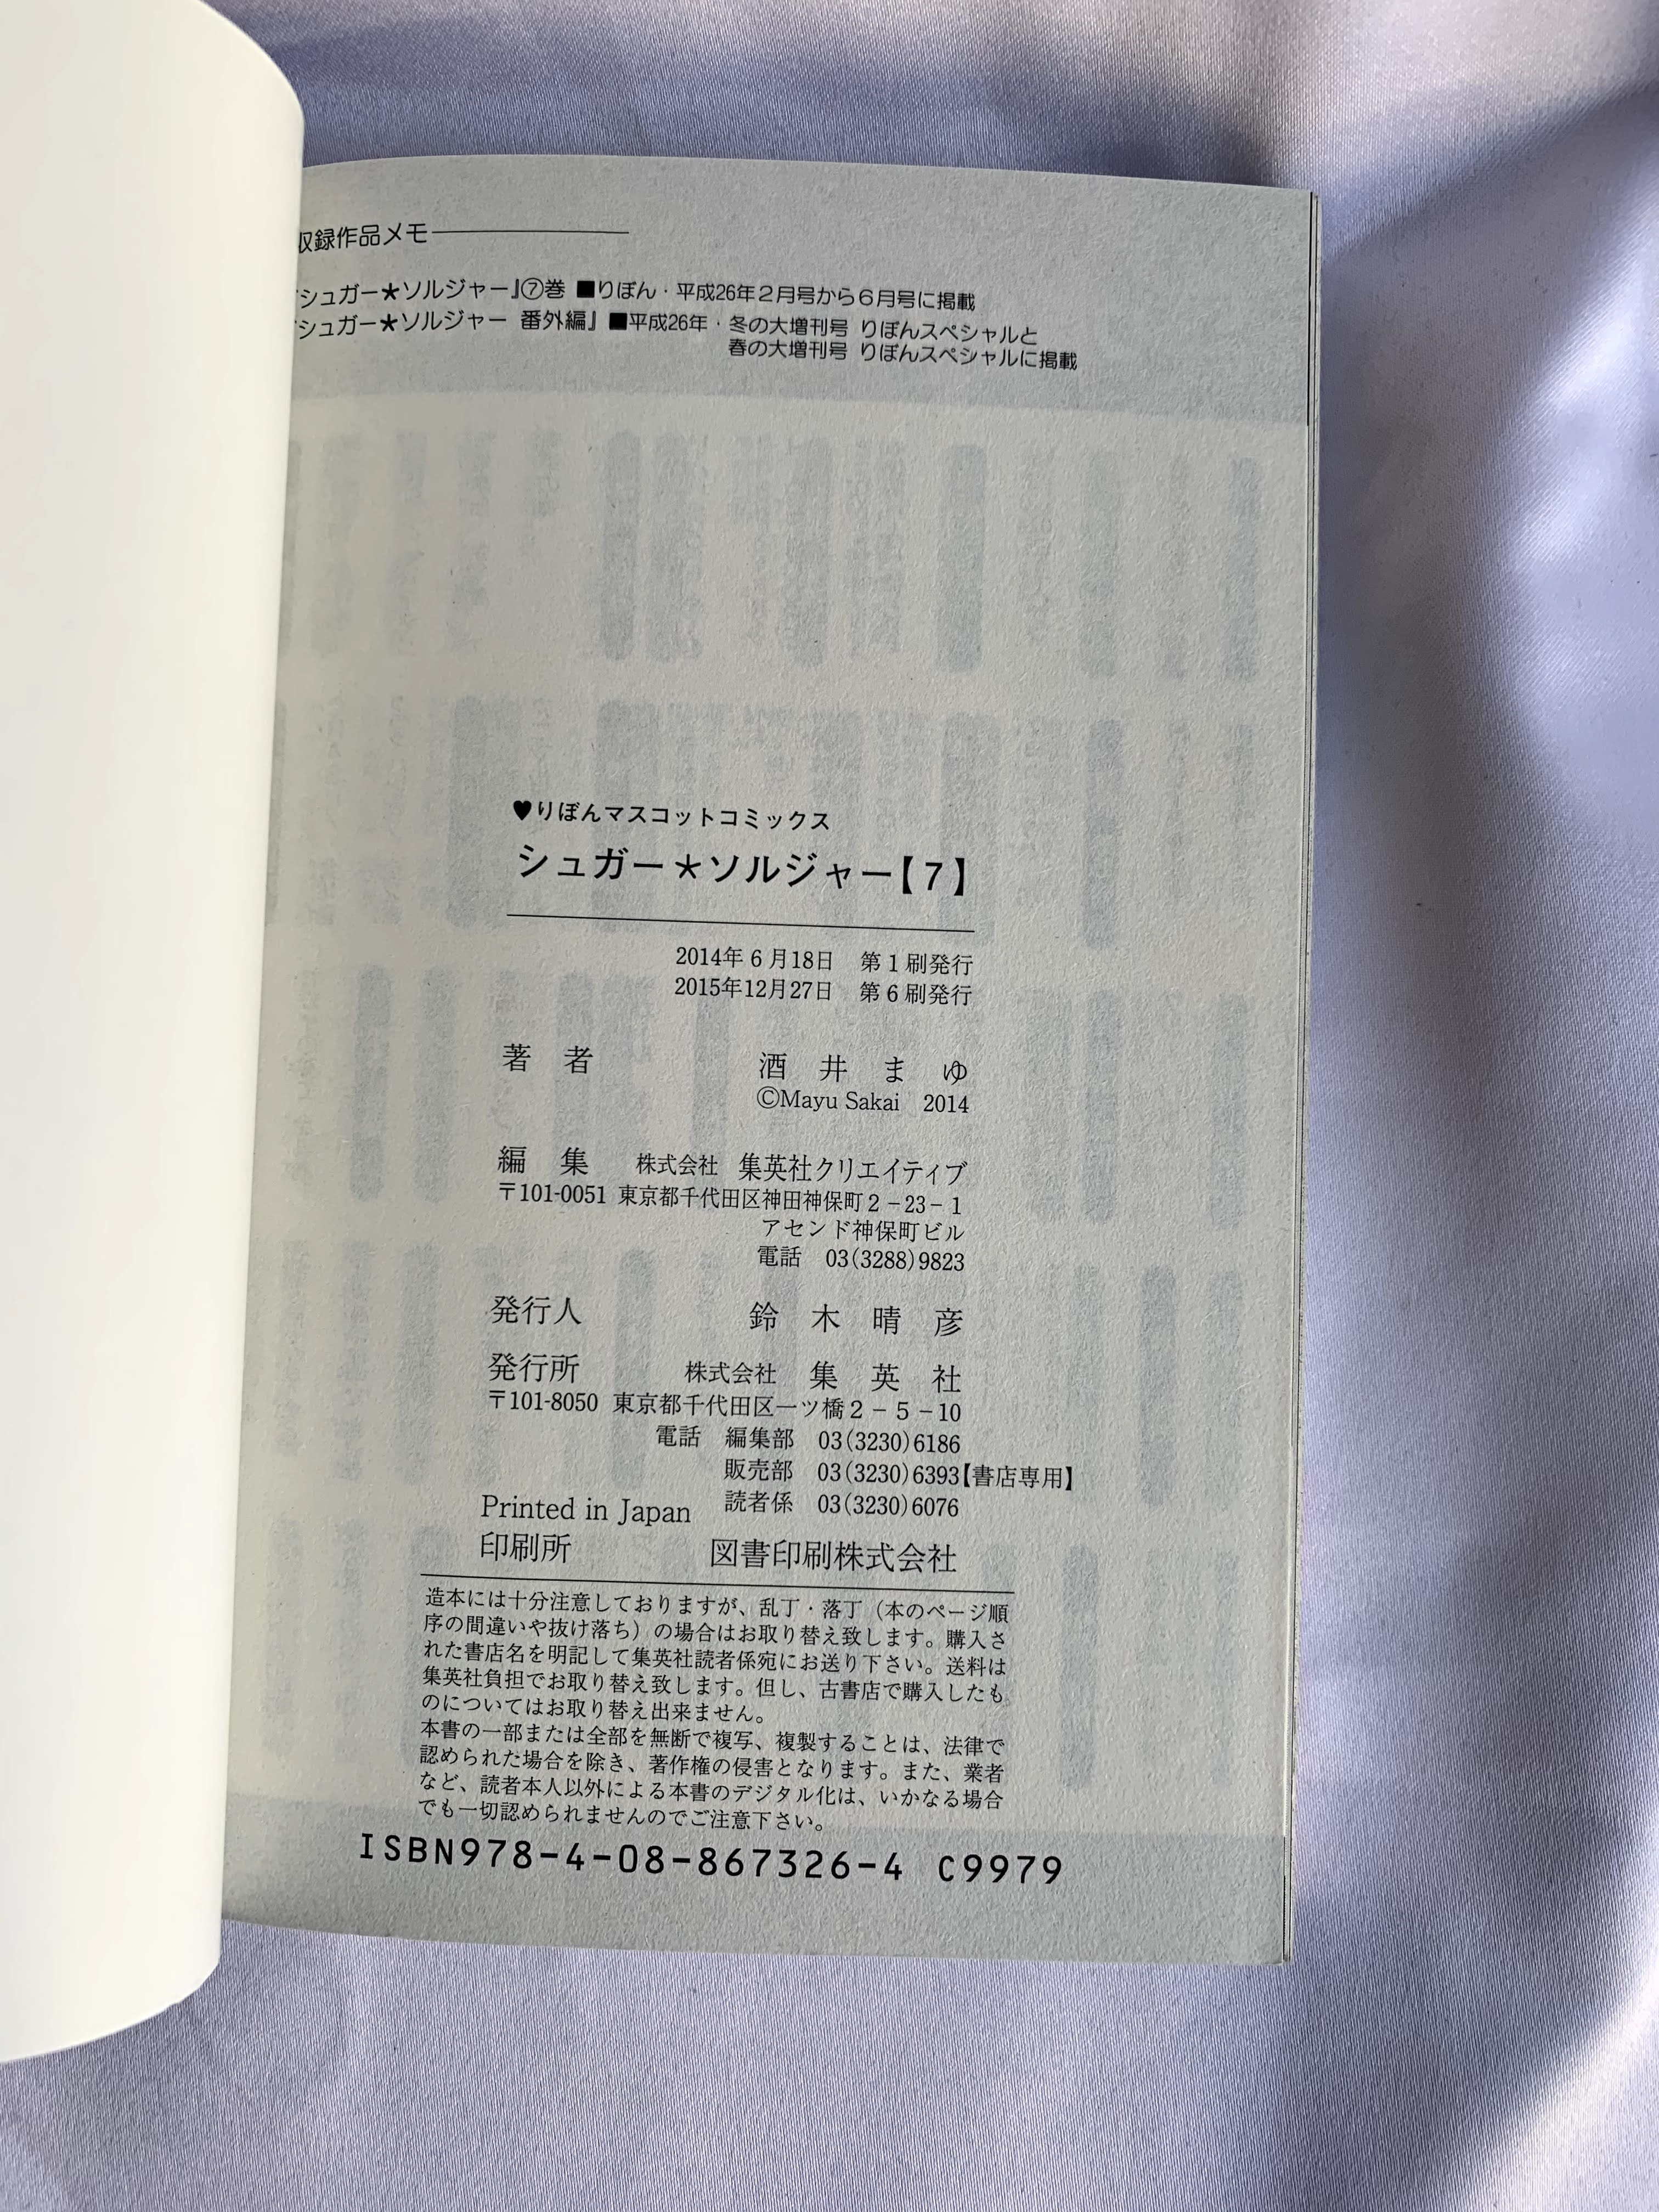 収録作品メモ
『シュガー＊ソルジャー』⑦巻 ■りぼん・平成26年2月号から6月号に掲載
『シュガー＊ソルジャー 番外編』 ■平成26年・冬の大増刊号 りぼんスペシャルと
春の大増刊号 りぼんスペシャルに掲載
♥りぼんマスコットコミックス
シュガー＊ソルジャー【7】
2014年6月18日 第1刷発行
2015年12月27日 第6刷発行
著者 酒井まゆ
©Mayu Sakai 2014
編集 株式会社 集英社クリエイティブ
〒101-0051 東京都千代田区神田神保町2-23-1
アセンド神保町ビル
電話 03(3288)9823
発行人 鈴木晴彦
発行所 株式会社 集英社
〒101-8050 東京都千代田区一ツ橋2-5-10
電話 編集部 03(3230)6186
販売部 03(3230)6393【書店専用】
読者係 03(3230)6076
Printed in Japan
印刷所 図書印刷株式会社
造本には十分注意しておりますが、乱丁・落丁（本のページ順
序の間違いや抜け落ち）の場合はお取り替え致します。購入さ
れた書店名を明記して集英社読者係宛にお送り下さい。送料は
集英社負担でお取り替え致します。但し、古書店で購入したも
のについてはお取り替え出来ません。
本書の一部または全部を無断で複写、複製することは、法律で
認められた場合を除き、著作権の侵害となります。また、業者
など、読者本人以外による本書のデジタル化は、いかなる場合
でも一切認められませんのでご注意下さい。
ISBN978-4-08-867326-4 C9979